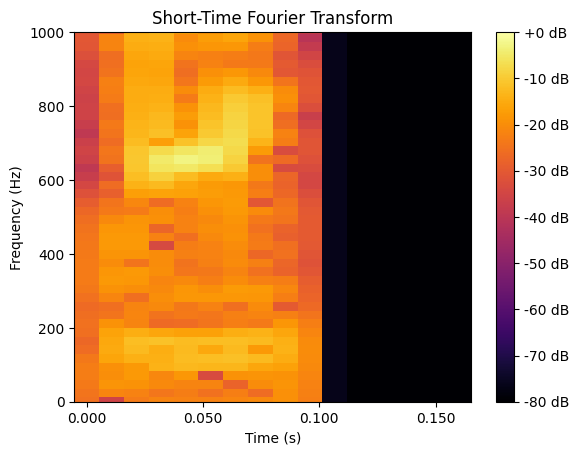 Short-Time Fourier Transform
1000
800
600
400
200
0
Frequency (Hz)
0.000
0.050
0.100
0.150
Time (s)
+0 dB
-10 dB
-20 dB
-30 dB
-40 dB
-50 dB
-60 dB
-70 dB
-80 dB